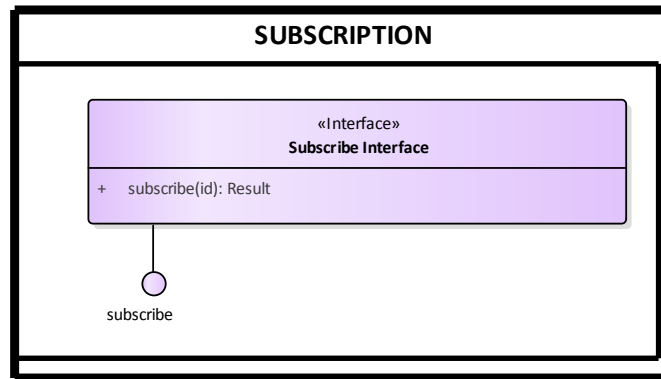 SUBSCRIPTION
«Interface»
Subscribe Interface
+ subscribe(id): Result
subscribe